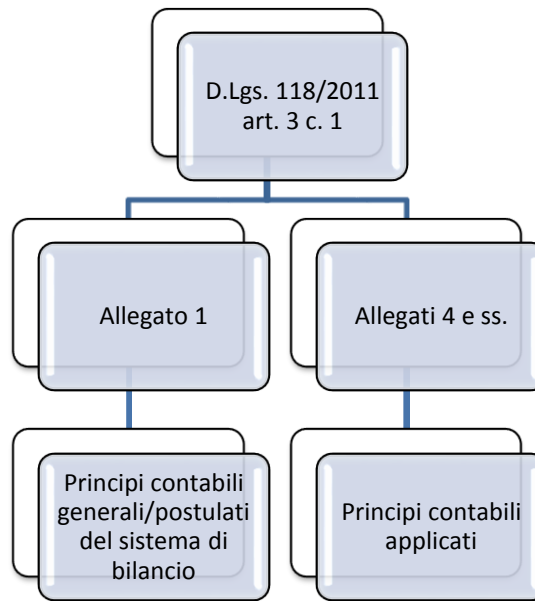 D.Lgs. 118/2011
art. 3 c. 1
Allegato 1
Allegati 4 e ss.
Principi contabili
generali/postulati
del sistema di
bilancio
Principi contabili
applicati